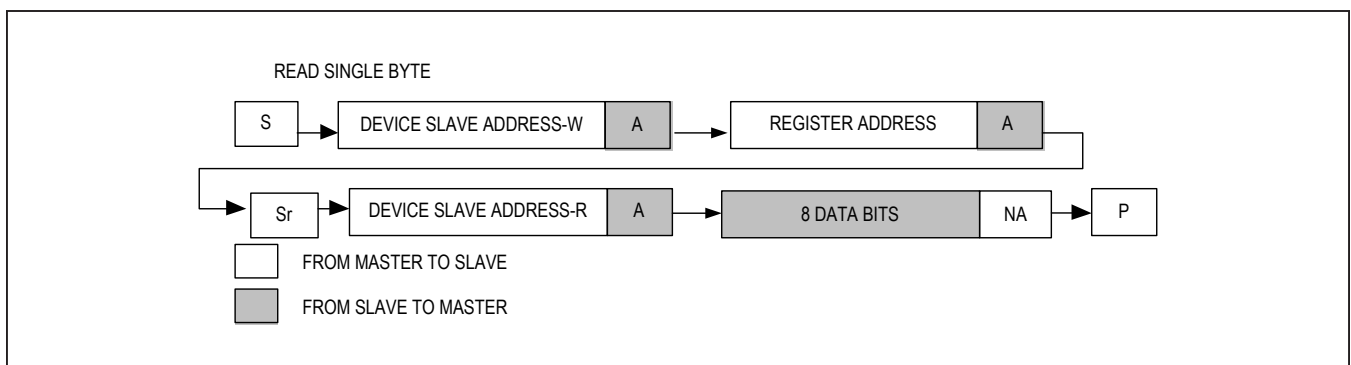 READ SINGLE BYTE
S DEVICE SLAVE ADDRESS-W A REGISTER ADDRESS A
Sr DEVICE SLAVE ADDRESS-R A 8 DATA BITS NA P
FROM MASTER TO SLAVE
FROM SLAVE TO MASTER